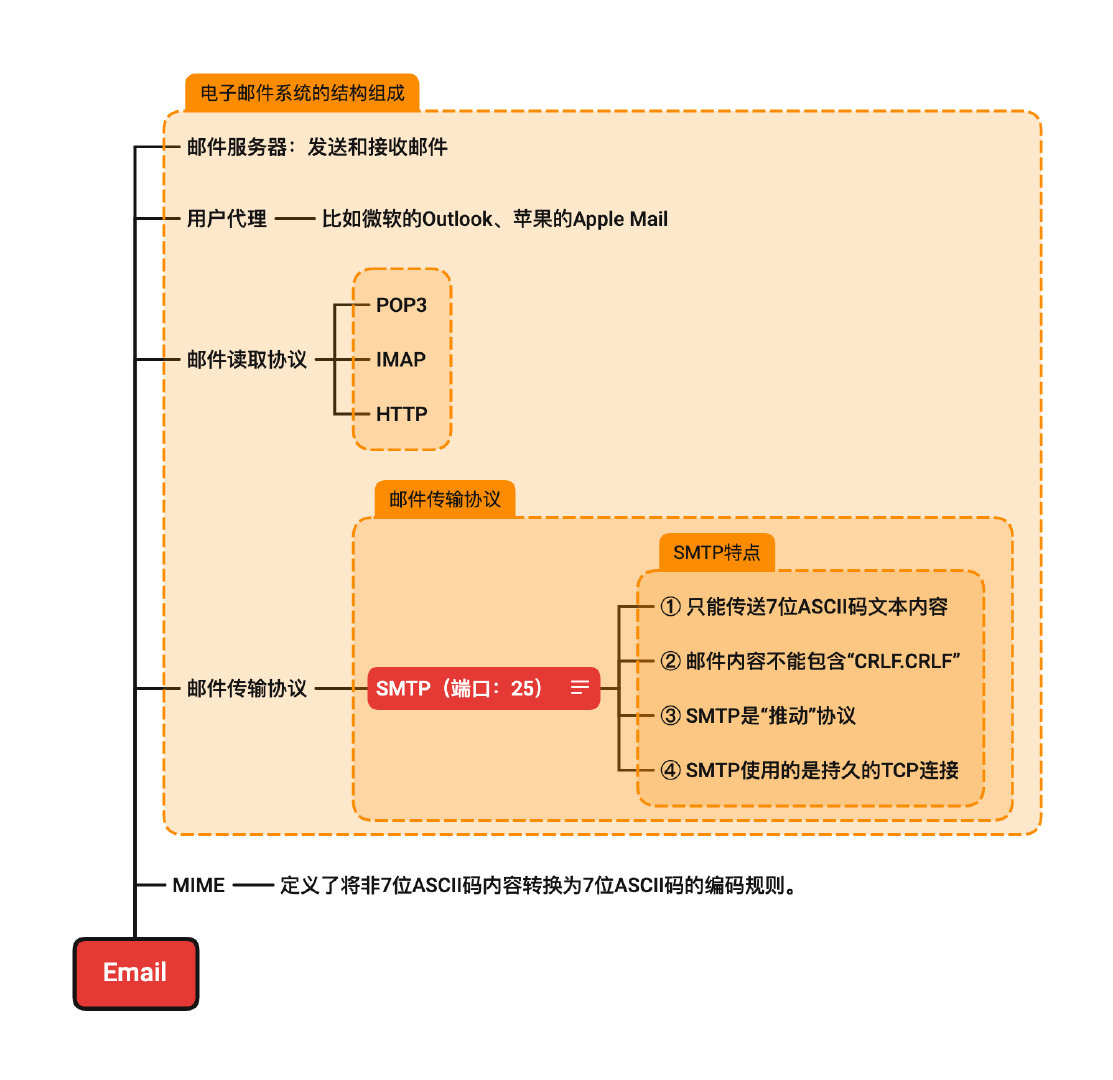 电子邮件系统的结构组成
邮件服务器：发送和接收邮件
用户代理
比如微软的Outlook、苹果的Apple Mail
邮件读取协议
POP3
IMAP
HTTP
邮件传输协议
邮件传输协议
SMTP（端口：25）
SMTP特点
① 只能传送7位ASCII码文本内容
② 邮件内容不能包含“CRLF.CRLF”
③ SMTP是“推动”协议
④ SMTP使用的是持久的TCP连接
MIME
定义了将非7位ASCII码内容转换为7位ASCII码的编码规则。
Email